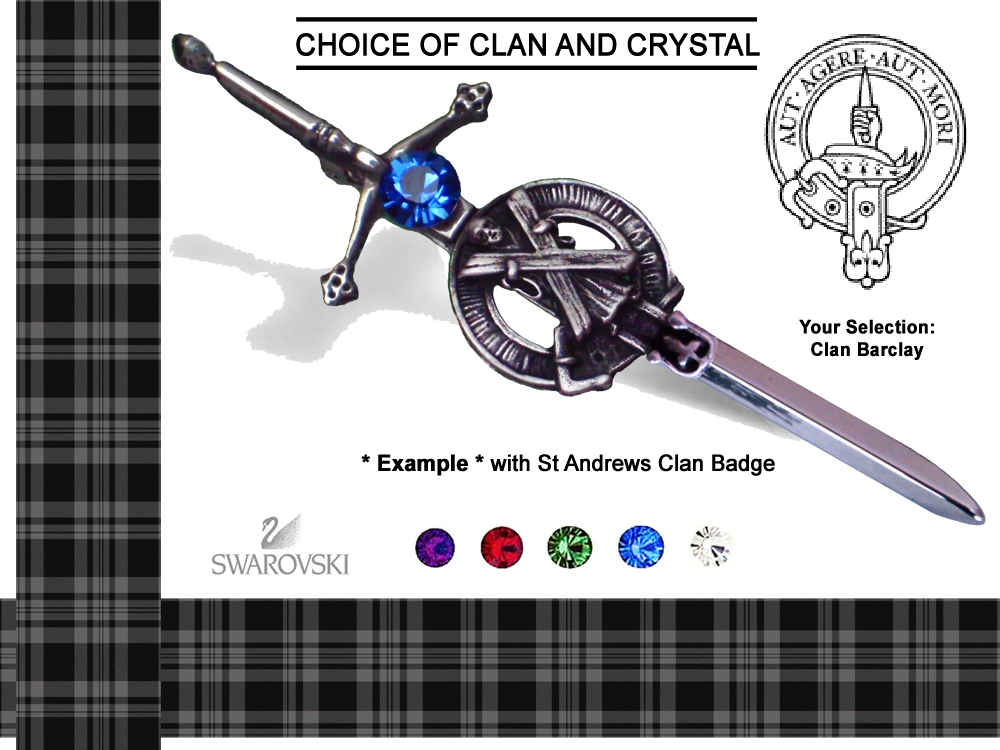 CHOICE OF CLAN AND CRYSTAL
AUT · AGERE · AUT · MORI
Your Selection:
Clan Barclay
* Example * with St Andrews Clan Badge
SWAROVSKI